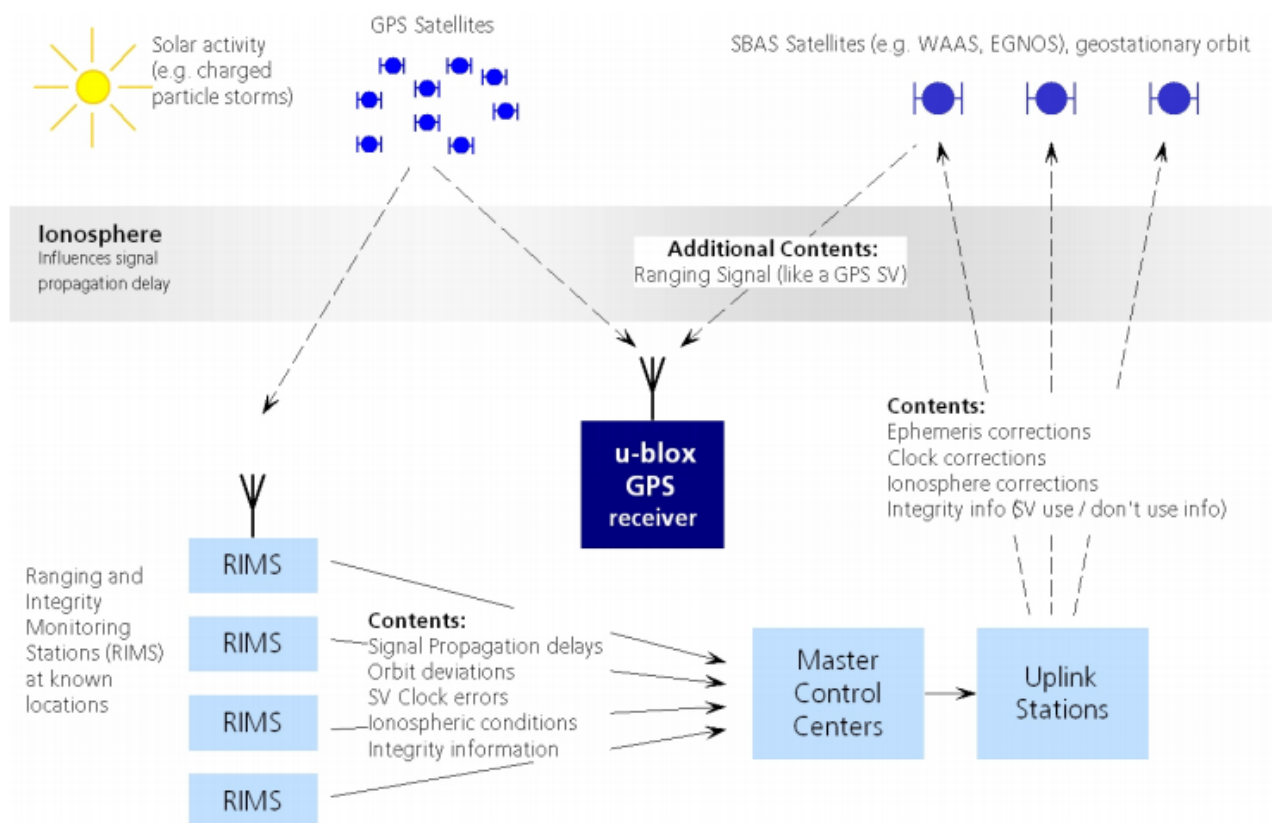 GPS Satellites
Solar activity
(e.g. charged
particle storms)
SBAS Satellites (e.g. WAAS, EGNOS), geostationary orbit
Ionosphere
Influences signal
propagation delay
Additional Contents:
Ranging Signal (like a GPS SV)
u-blox
GPS
receiver
Contents:
Ephemeris corrections
Clock corrections
Ionosphere corrections
Integrity info (SV use / don't use info)
Ranging and
Integrity
Monitoring
Stations (RIMS)
at known
locations
RIMS
RIMS
RIMS
RIMS
Contents:
Signal Propagation delays
Orbit deviations
SV Clock errors
Ionospheric conditions
Integrity information
Master
Control
Centers
Uplink
Stations